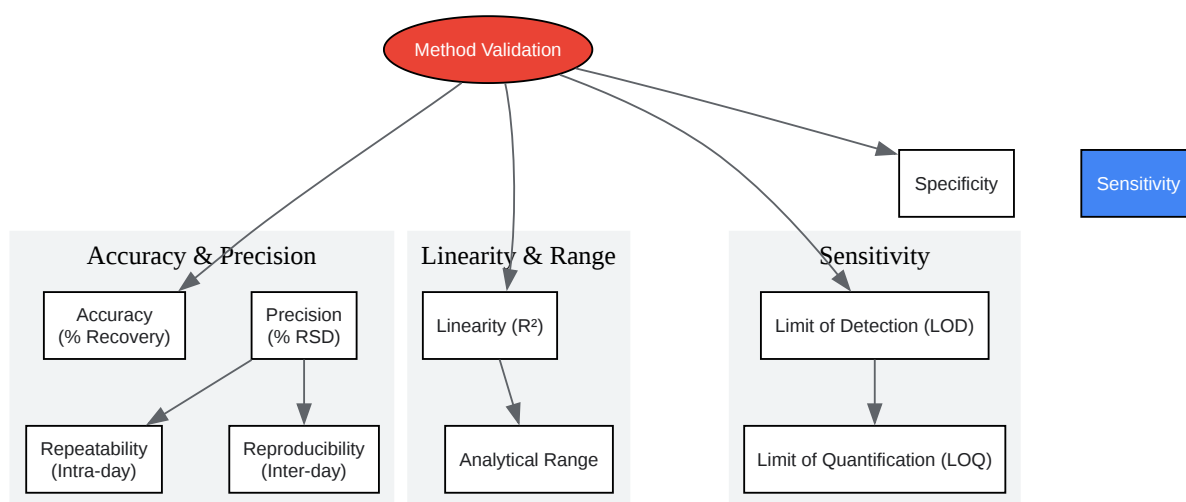 Method Validation
Specificity
Sensitivity
Accuracy & Precision
Linearity & Range
Sensitivity
Accuracy
(% Recovery)
Precision
(% RSD)
Linearity (R²)
Limit of Detection (LOD)
Repeatability
(Intra-day)
Reproducibility
(Inter-day)
Analytical Range
Limit of Quantification (LOQ)